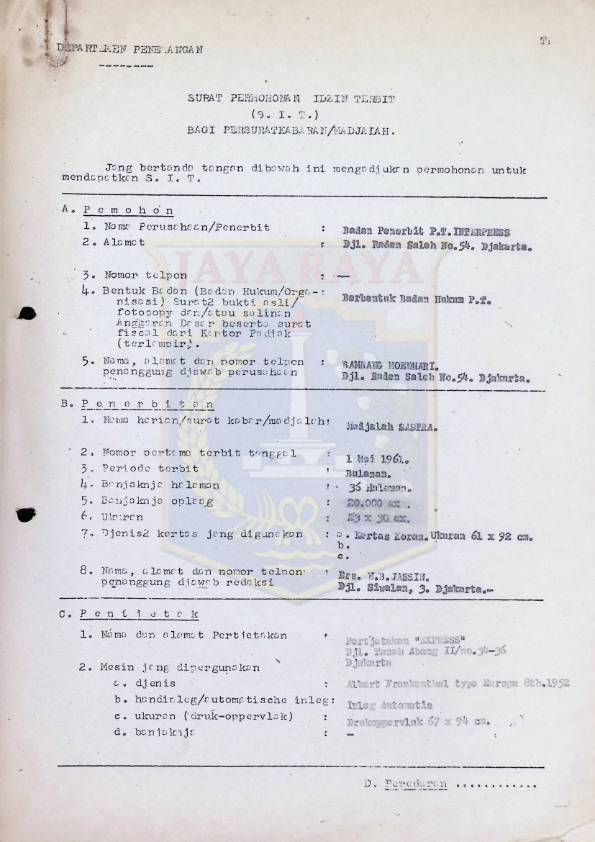 DEPARTEMEN PENERANGAN
T:
SURAT PERMOHONAN IDZIN TERBIT
(S. I. T.)
BAGI PERSURATKABARAN/MADJALAH.
Jang bertanda tangan dibawah ini mengadjukan permohonan untuk
mendapatkan S. I. T.
JAYA RAYA
A. P e m o h o n
1. Nama Perusahaan/Penerbit : Badan Penerbit P.T.INTERPRESS
2. Alamat : Djl. Raden Saleh No.54. Djakarta.
3. Nomor telpon : --
4. Bentuk Badan (Badan Hukum/Orga-:
nisasi) Surat2 bukti asli/ Berbentuk Badan Hukum P.T.
fotocopy dan/atau salinan
Anggaran Dasar beserta surat
fiscal dari Kantor Padjak
(terlampir).
5. Nama, alamat dan nomor telpon : BAMBANG MOERHARI.
penanggung djawab perusahaan Djl. Raden Saleh No.54. Djakarta.
B. P e n e r b i t a n
1. Nama harian/surat kabar/madjalah: Madjalah SASTRA.
2. Nomor pertama terbit tanggal : 1 Mei 1961.
3. Periode terbit : Bulanan.
4. Banjaknja halaman : 36 Halaman.
5. Banjaknja oplaag : 20.000 ex .
6. Ukuran : 23 x 30 cm.
7. Djenis2 kertas jang digunakan : a. Kertas Koran.Ukuran 61 x 92 cm.
b.
c.
8. Nama, alamat dan nomor telpon : Drs. H.B.JASSIN.
penanggung djawab redaksi Djl. Siwalan, 3. Djakarta.-
C. P e n t j e t a k
1. Nama dan alamat Pertjetakan : Pertjetakan "EXPRESS"
Djl. Tanah Abang II/no.34-36
2. Mesin jang dipergunakan Djakarta
a. djenis : Albert Frankenthal type Europa 8th.1952
b. handinleg/automatische inleg: Inleg Automatis
c. ukuran (druk-oppervlak) : Drukoppervlak 67 x 94 cm.
d. banjaknja : -
D. Peredaran ............